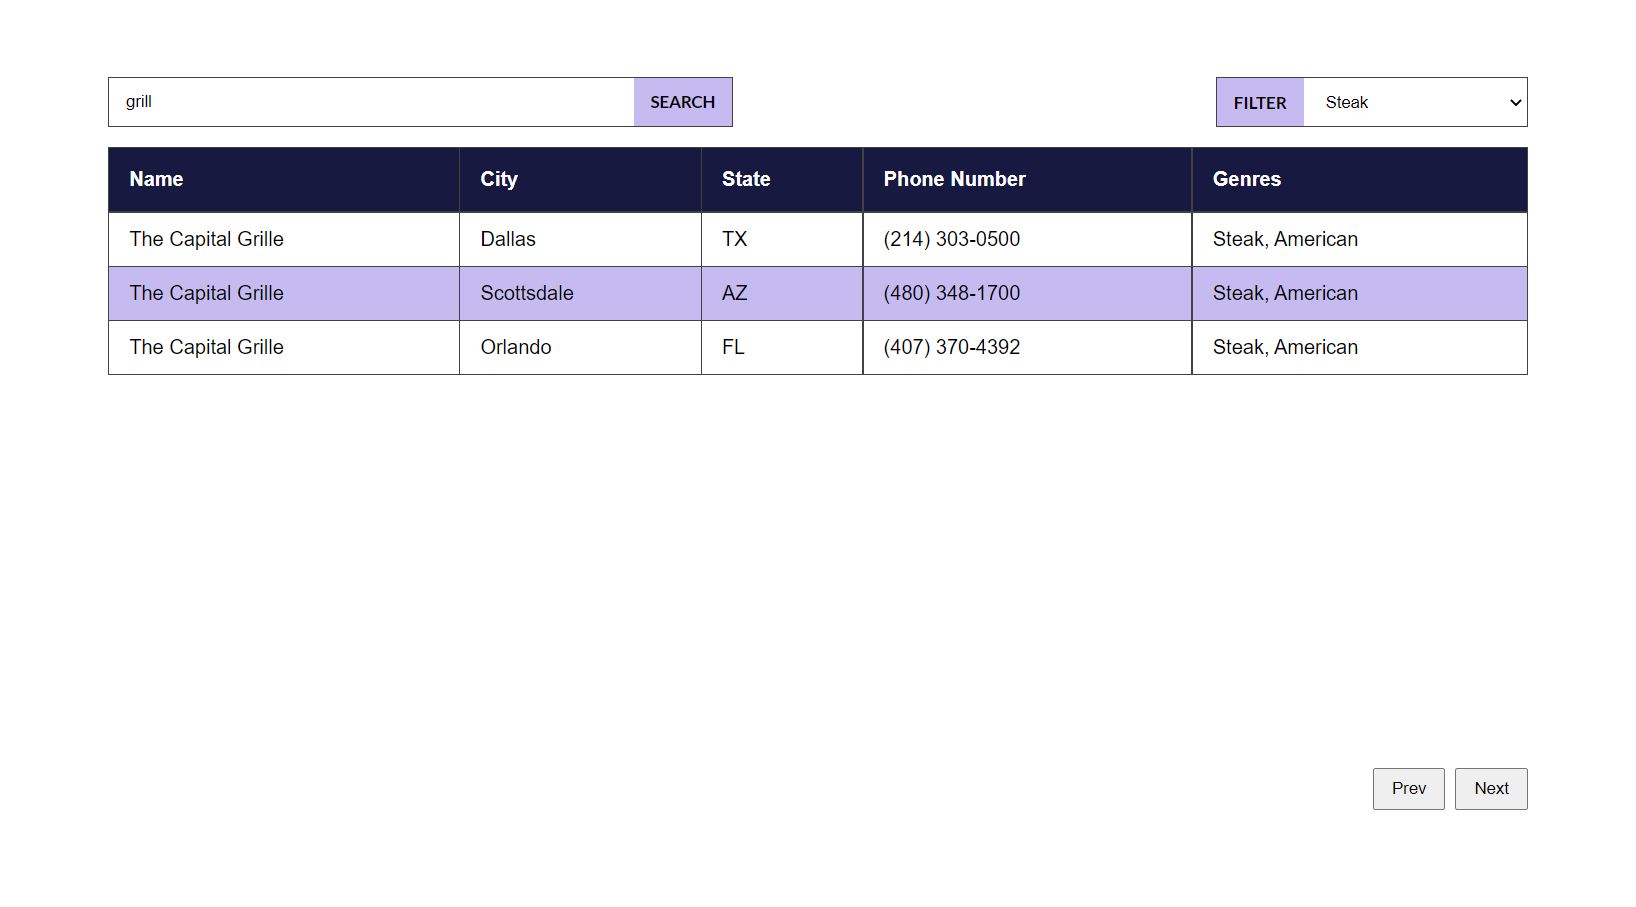 grill SEARCH FILTER Steak
Name City State Phone Number Genres
The Capital Grille Dallas TX (214) 303-0500 Steak, American
The Capital Grille Scottsdale AZ (480) 348-1700 Steak, American
The Capital Grille Orlando FL (407) 370-4392 Steak, American
Prev Next